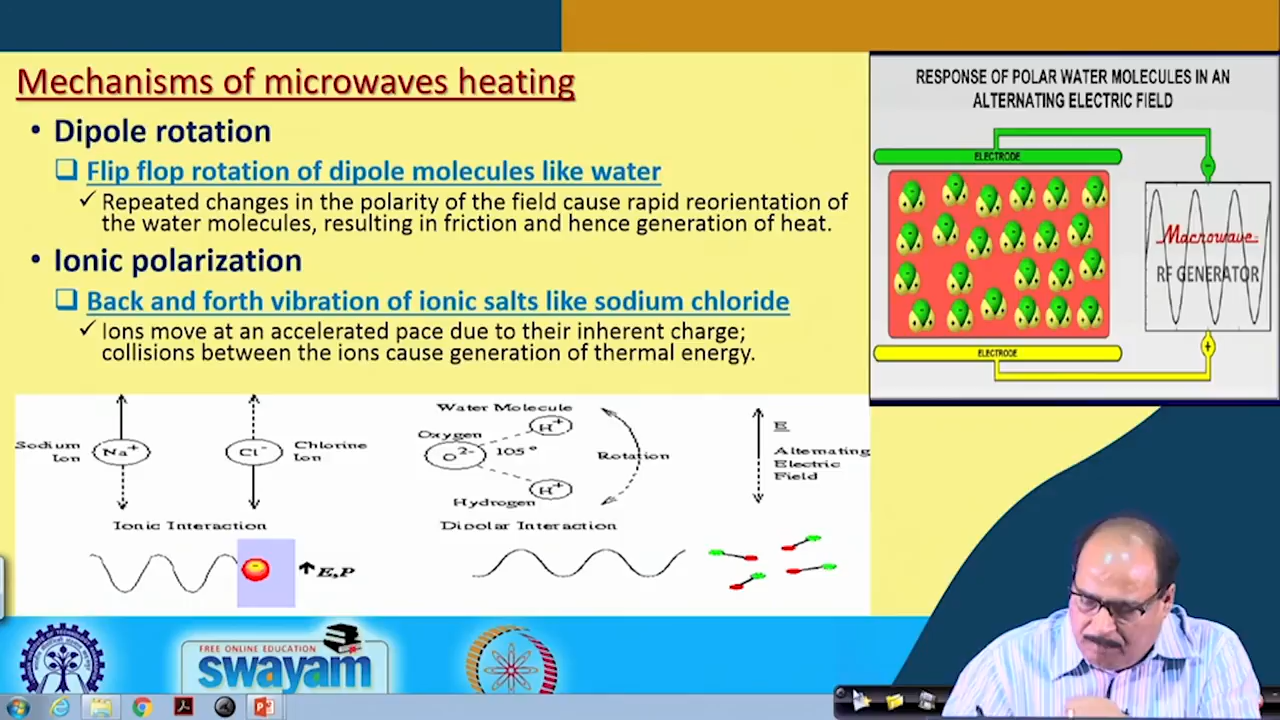 Mechanisms of microwaves heating
• Dipole rotation
❑ Flip flop rotation of dipole molecules like water
✓ Repeated changes in the polarity of the field cause rapid reorientation of
the water molecules, resulting in friction and hence generation of heat.
• Ionic polarization
❑ Back and forth vibration of ionic salts like sodium chloride
✓ Ions move at an accelerated pace due to their inherent charge;
collisions between the ions cause generation of thermal energy.
RESPONSE OF POLAR WATER MOLECULES IN AN
ALTERNATING ELECTRIC FIELD
ELECTRODE
Macrowave
RF GENERATOR
ELECTRODE
Sodium
Ion
Na+
Cl-
Chlorine
Ion
Ionic Interaction
E,P
Water Molecule
Oxygen
O2-
H+
105°
H+
Hydrogen
Rotation
Dipolar Interaction
E
Alternating
Electric
Field
FREE ONLINE EDUCATION
swayam